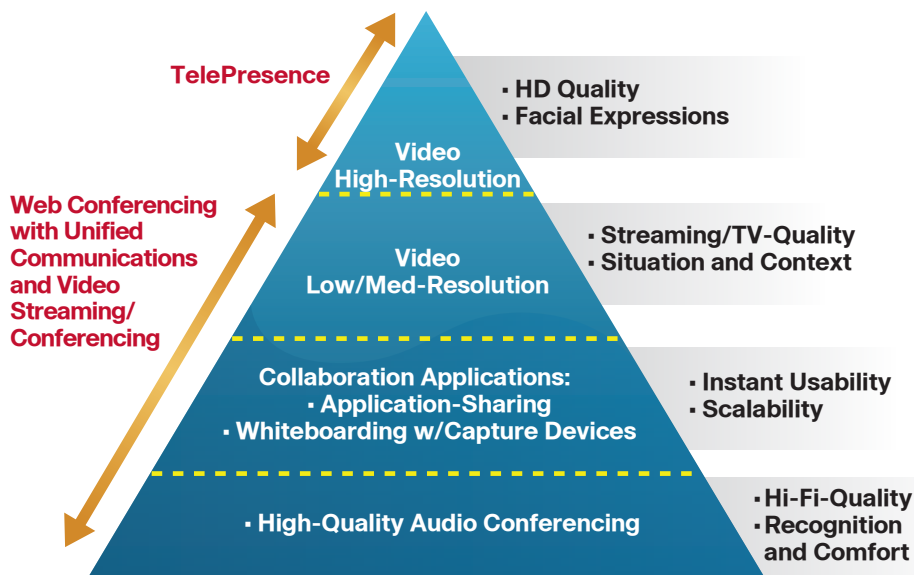 TelePresence
▪ HD Quality
▪ Facial Expressions
Video
High-Resolution
Web Conferencing
with Unified
Communications
and Video
Streaming/
Conferencing
▪ Streaming/TV-Quality
▪ Situation and Context
Video
Low/Med-Resolution
Collaboration Applications:
▪ Application-Sharing
▪ Whiteboarding w/Capture Devices
▪ Instant Usability
▪ Scalability
▪ High-Quality Audio Conferencing
▪ Hi-Fi-Quality
▪ Recognition
and Comfort